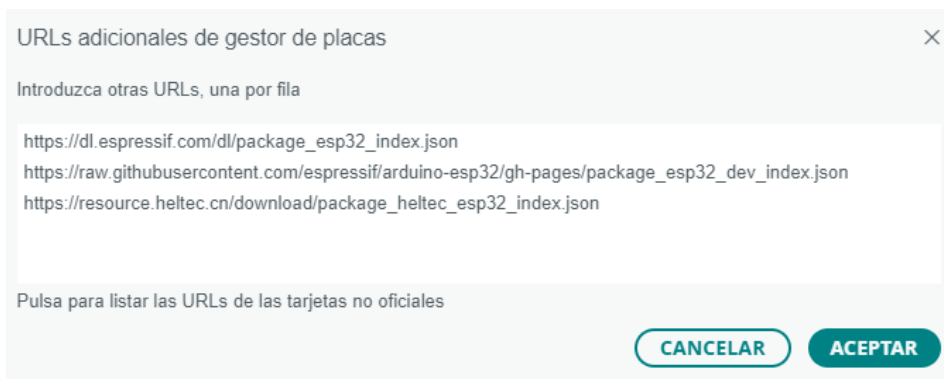 URLs adicionales de gestor de placas
Introduzca otras URLs, una por fila
https://dl.espressif.com/dl/package_esp32_index.json
https://raw.githubusercontent.com/espressif/arduino-esp32/gh-pages/package_esp32_dev_index.json
https://resource.heltec.cn/download/package_heltec_esp32_index.json
Pulsa para listar las URLs de las tarjetas no oficiales
CANCELAR ACEPTAR